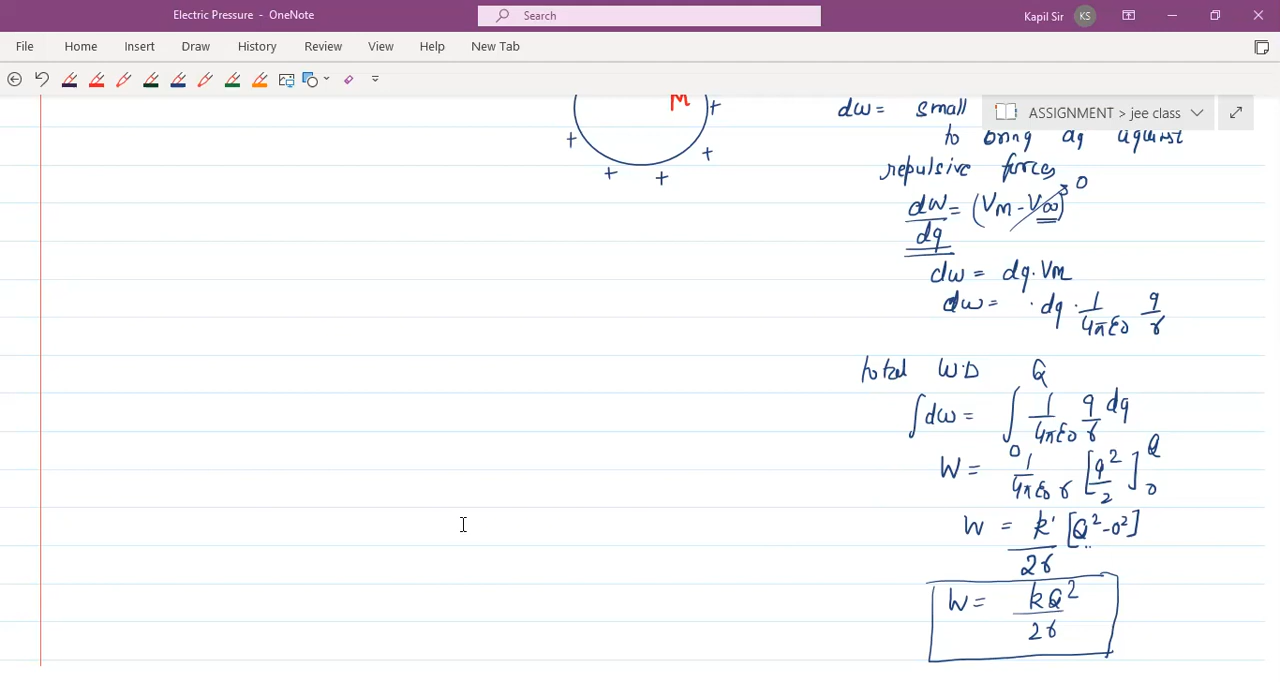 Electric Pressure - OneNote
Search
Kapil Sir KS
File Home Insert Draw History Review View Help New Tab
ASSIGNMENT > jee class
M
+ + + + +
dw = small
to bring dq against
repulsive forces
dw/dq = (VM - V∞) 0
dw = dq·VM
dw = · dq · 1/4πε0 q/r
total W·D Q
∫dw = ∫ 1/4πε0 q/r dq
0
W = 1/4πε0 r [q²/2] Q 0
W = k/2r [Q² - 0²]
W = kQ²/2r